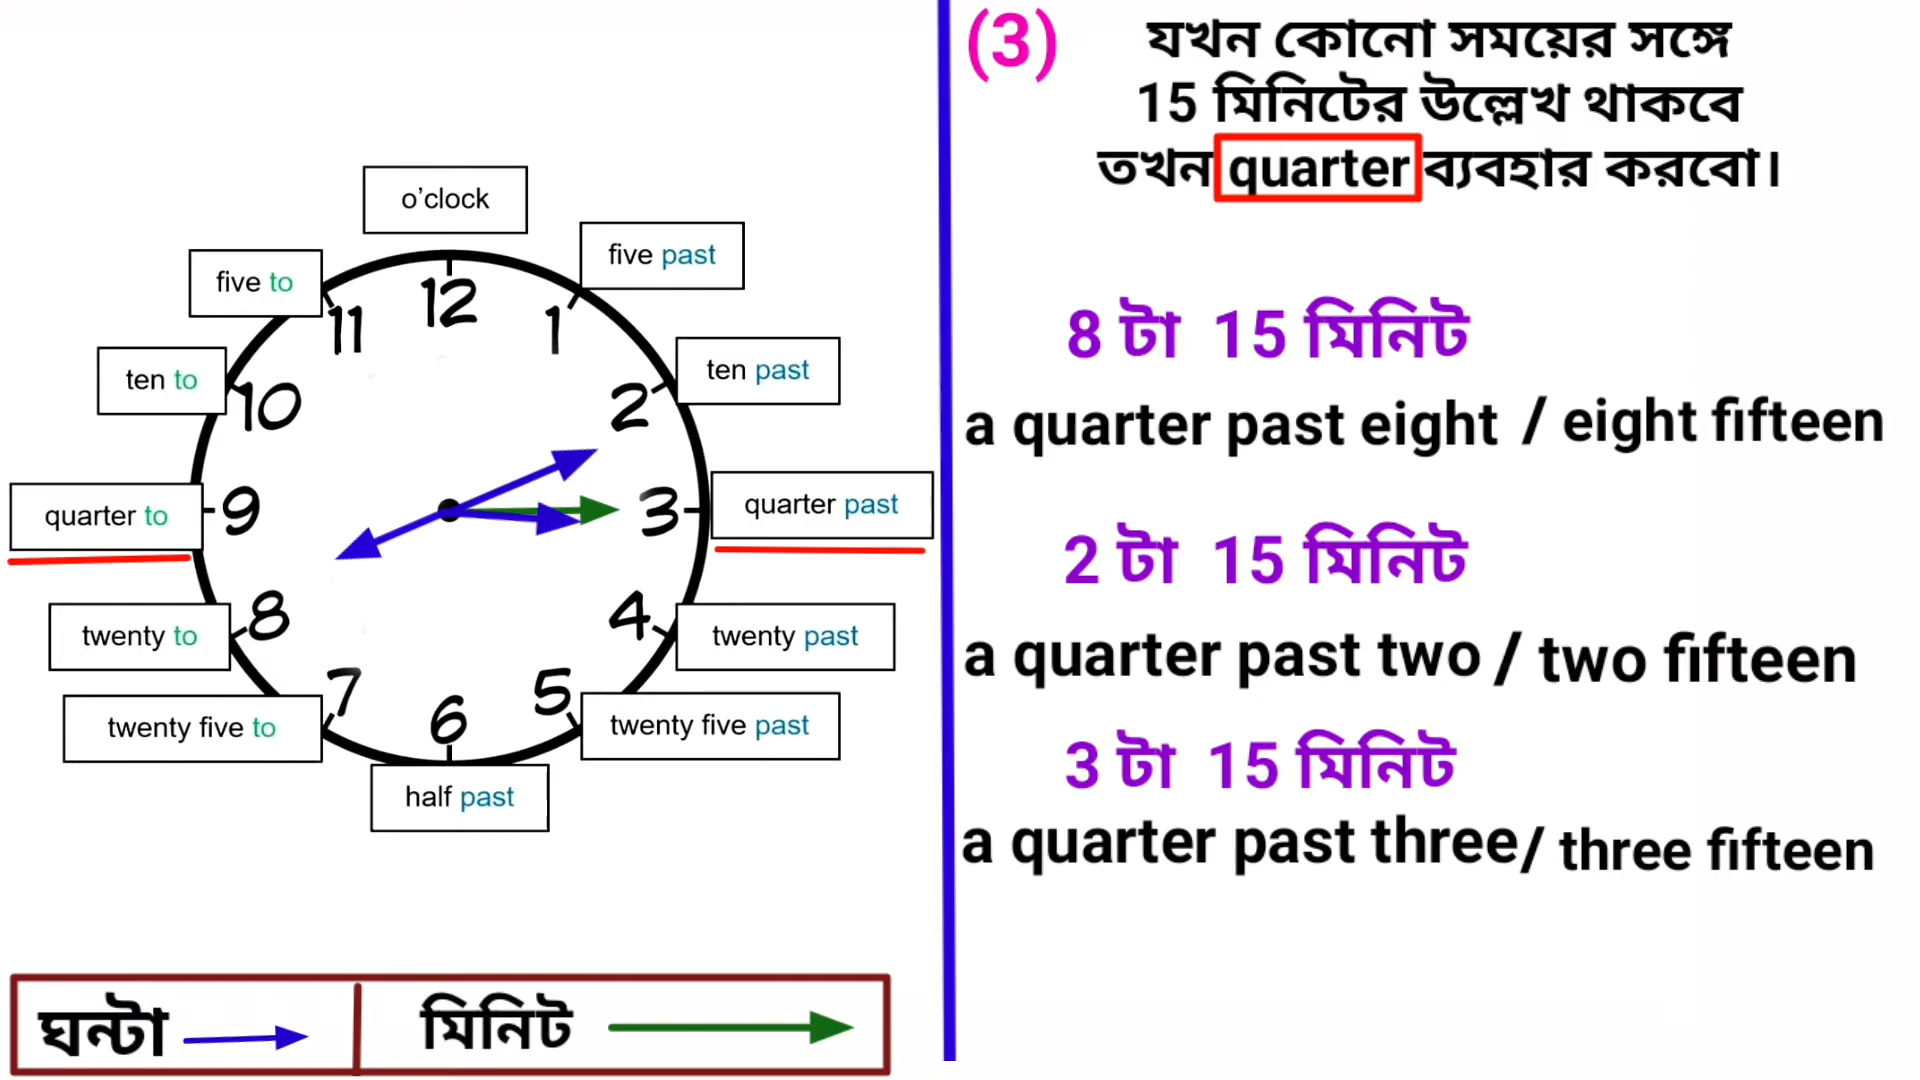 o’clock
five past
five to
12
11
1
ten past
ten to
10
2
quarter past
quarter to
9
3
twenty to
8
4
twenty past
7
5
6
twenty five to
twenty five past
half past
ঘন্টা
মিনিট
(3)
যখন কোনো সময়ের সঙ্গে
15 মিনিটের উল্লেখ থাকবে
তখন quarter ব্যবহার করবো।
8 টা 15 মিনিট
a quarter past eight / eight fifteen
2 টা 15 মিনিট
a quarter past two / two fifteen
3 টা 15 মিনিট
a quarter past three / three fifteen